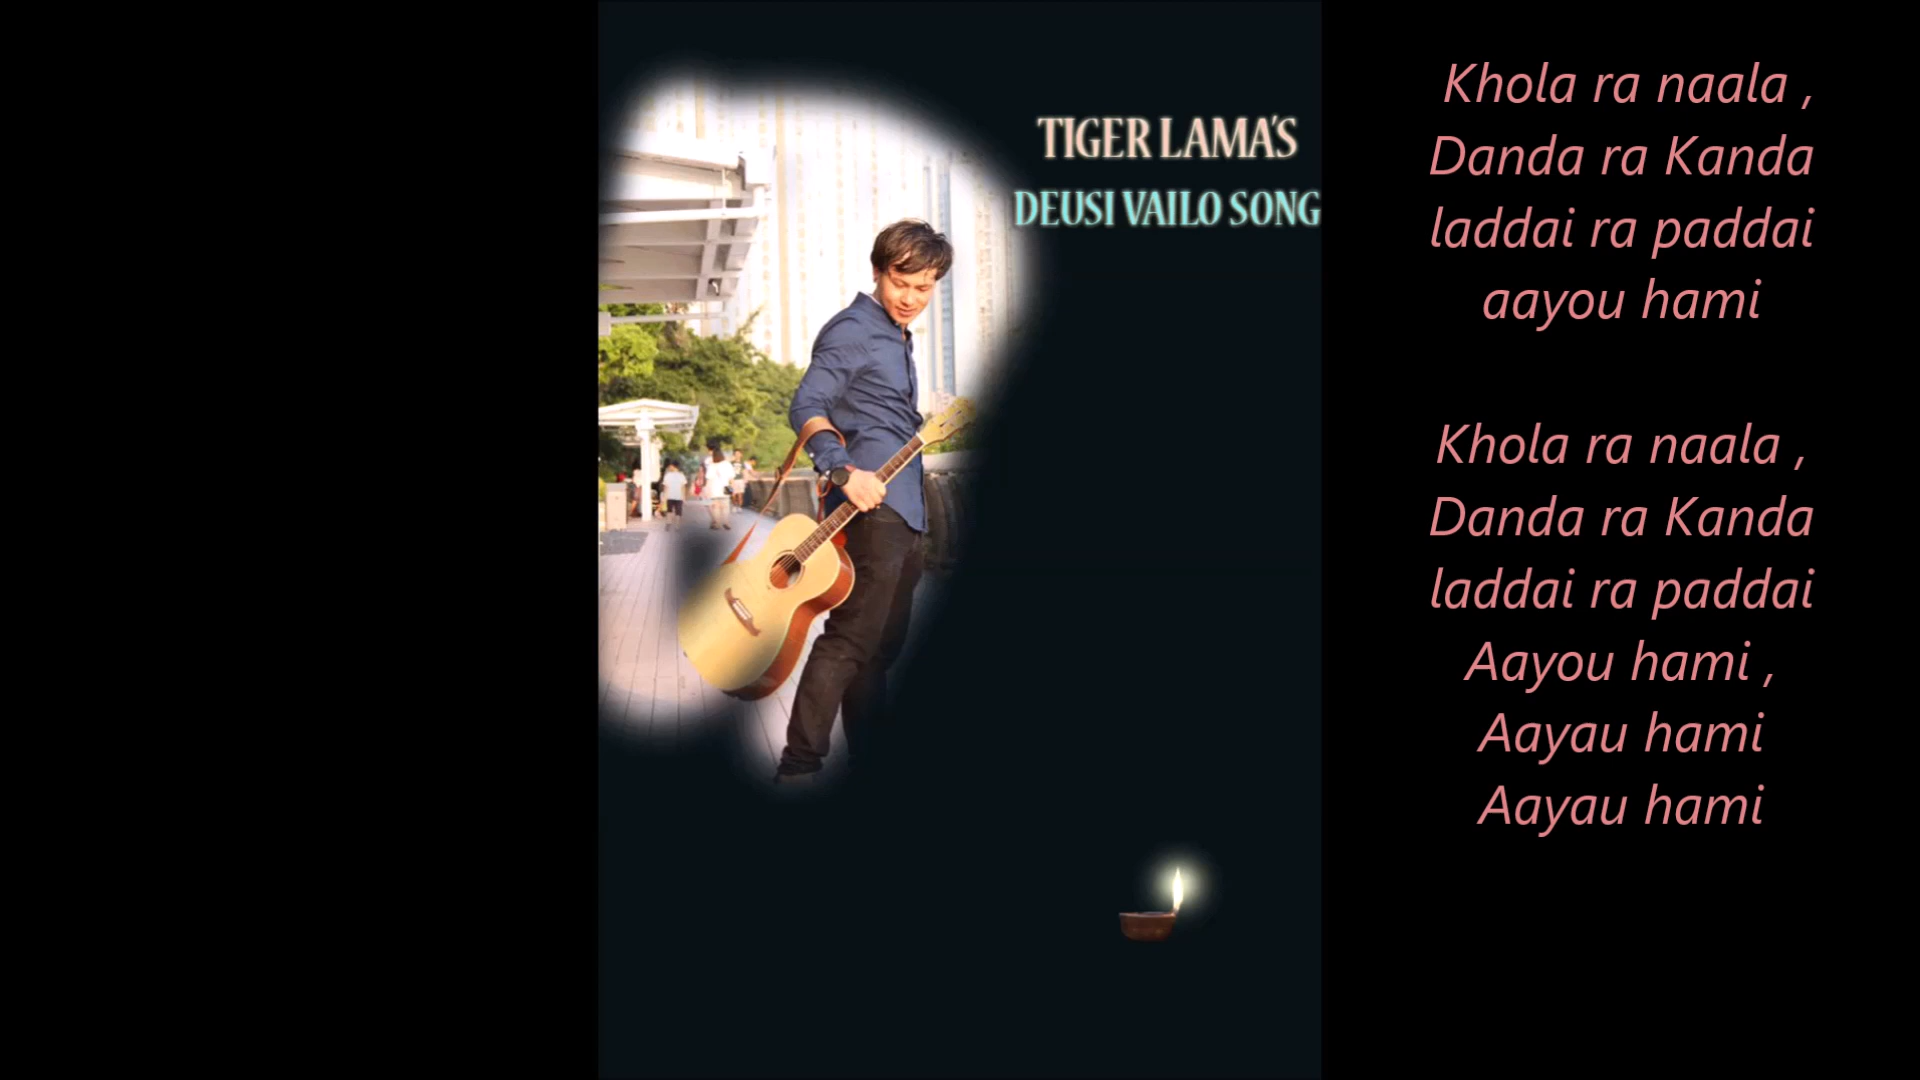 TIGER LAMA'S
DEUSI VAILO SONG
Khola ra naala ,
Danda ra Kanda
laddai ra paddai
aayou hami
Khola ra naala ,
Danda ra Kanda
laddai ra paddai
Aayou hami ,
Aayau hami
Aayau hami